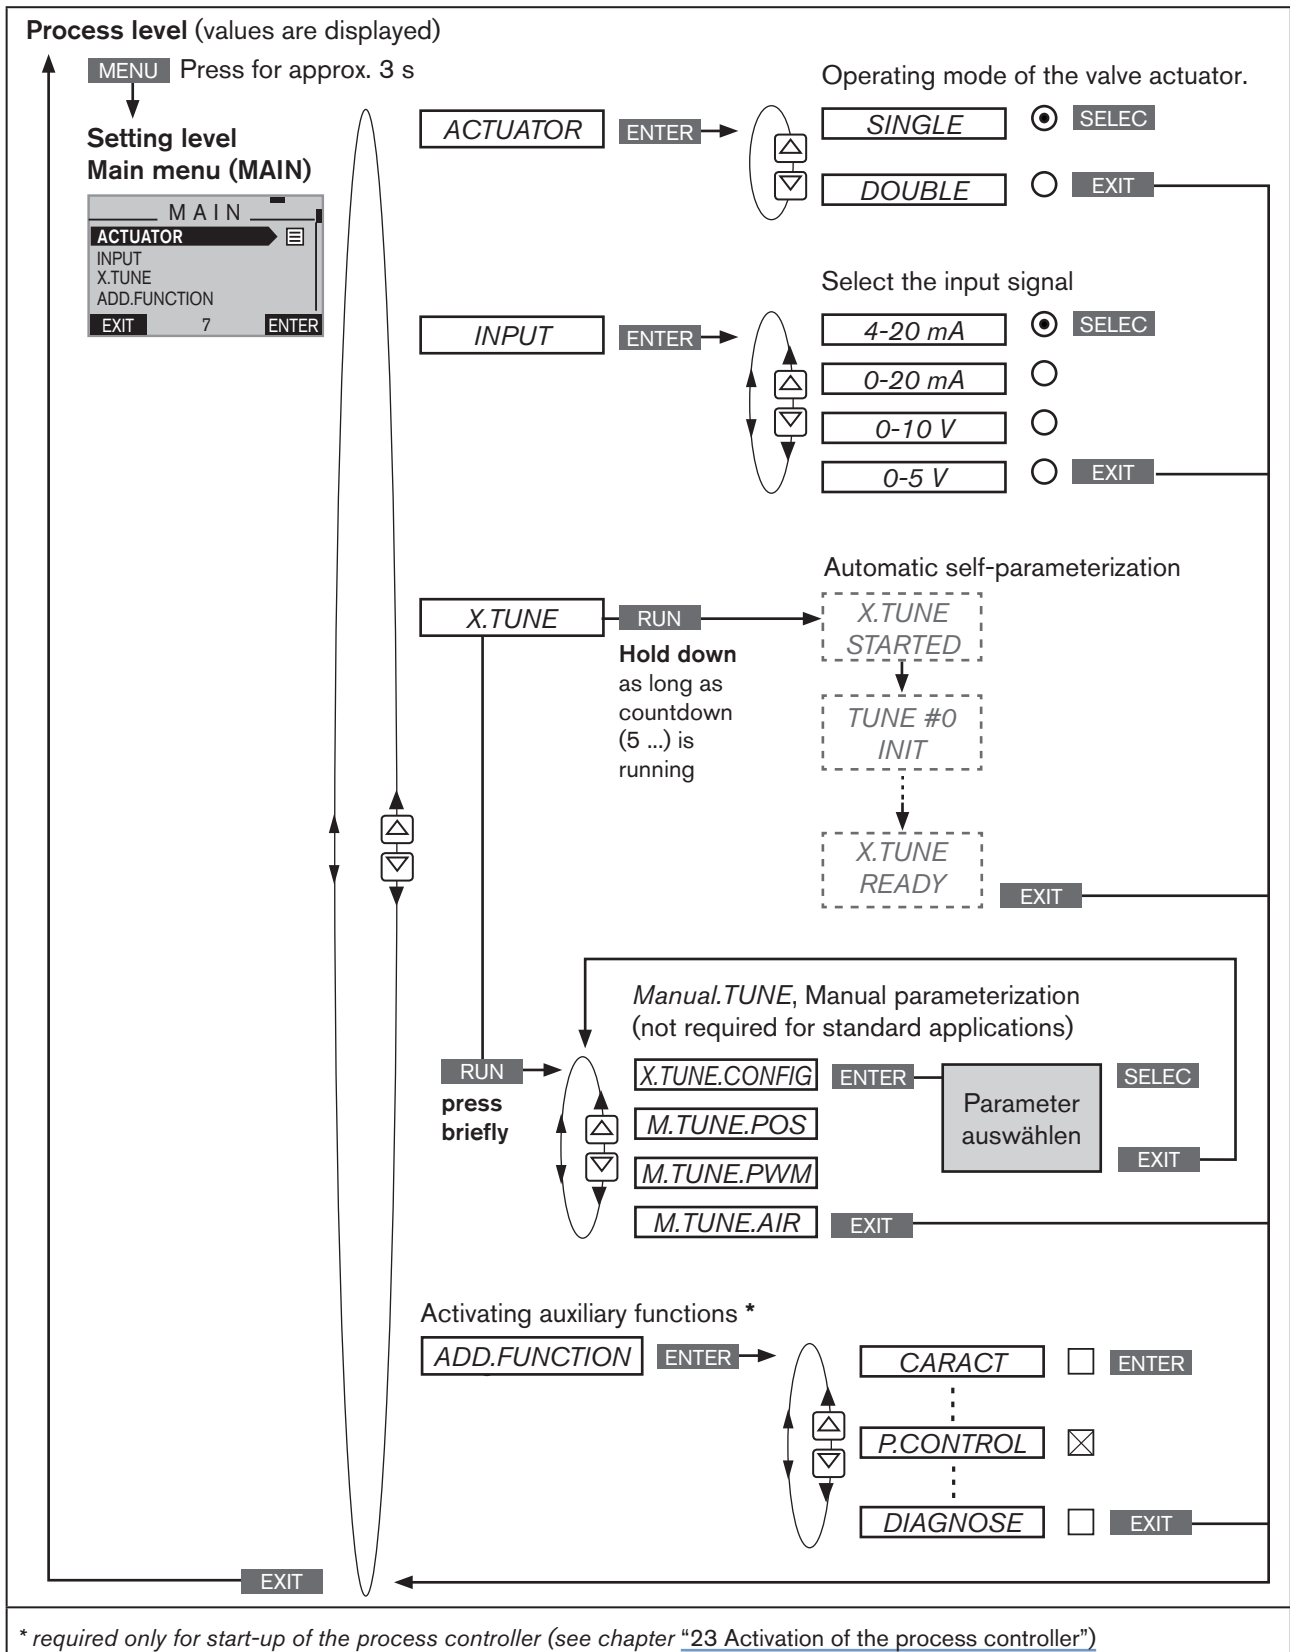 Process level (values are displayed)
MENU Press for approx. 3 s
Setting level
Main menu (MAIN)
MAIN
ACTUATOR
INPUT
X.TUNE
ADD.FUNCTION
EXIT 7 ENTER
Operating mode of the valve actuator.
ACTUATOR ENTER
SINGLE SELEC
DOUBLE EXIT
Select the input signal
INPUT ENTER
4-20 mA SELEC
0-20 mA
0-10 V
0-5 V EXIT
Automatic self-parameterization
X.TUNE RUN
Hold down
as long as
countdown
(5 ...) is
running
X.TUNE
STARTED
TUNE #0
INIT
X.TUNE
READY
EXIT
Manual.TUNE, Manual parameterization
(not required for standard applications)
RUN
press
briefly
X.TUNE.CONFIG ENTER
Parameter
auswählen
SELEC
EXIT
M.TUNE.POS
M.TUNE.PWM
M.TUNE.AIR EXIT
Activating auxiliary functions *
ADD.FUNCTION ENTER
CARACT ENTER
P.CONTROL
DIAGNOSE EXIT
EXIT
* required only for start-up of the process controller (see chapter “23 Activation of the process controller”)